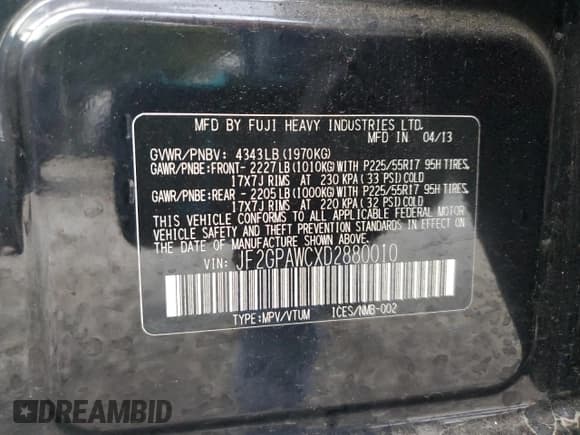 MFD BY FUJI HEAVY INDUSTRIES LTD.
MFD IN 04/13
GVWR/PNBV: 4343LB(1970KG)
GAWR/PNBE:FRONT- 2227LB(1010KG)WITH P225/55R17 95H TIRES,
17X7J RIMS AT 230 KPA(33 PSI)COLD
GAWR/PNBE:REAR - 2205LB(1000KG)WITH P225/55R17 95H TIRES,
17X7J RIMS AT 220 KPA(32 PSI)COLD
THIS VEHICLE CONFORMS TO ALL APPLICABLE FEDERAL MOTOR
VEHICLE SAFETY AND THEFT PREVENTION STANDARDS IN EFFECT ON
THE DATE OF MANUFACTURE SHOWN ABOVE.
VIN: JF2GPAWCXD2880010
TYPE:MPV/VTUM ICES/NMB-002
DREAMBID